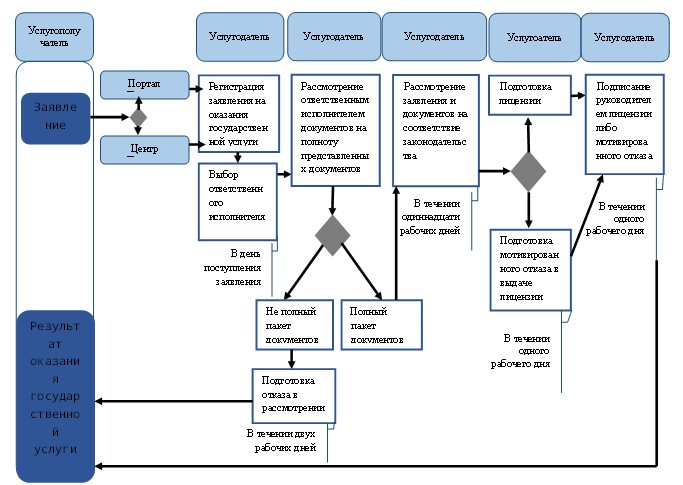 Услугополу
чатель
Услугодатель
Услугодатель
Услугодатель
Услугоатель
Услугодатель
Заявле
ние
Портал
Центр
Регистрация
заявления на
оказания
государствен
ной услуги
Выбор
ответственн
ого
исполнителя
В день
поступления
заявления
Рассмотрение
ответственным
исполнителем
документов на
полноту
представленны
х документов
Не полный
пакет
документов
Полный
пакет
документов
Подготовка
отказа в
рассмотрении
В течении двух
рабочих дней
Рассмотрение
заявления и
документов на
соответствие
законодательс
тва
В течении
одиннадцати
рабочих дней
Подготовка
лицензии
Подготовка
мотивирован
ного отказа в
выдаче
лицензии
В течении
одного
рабочего дня
Подписание
руководител
ем лицензии
либо
мотивирова
нного отказа
В течении
одного
рабочего дня
Результ
ат
оказани
я
государ
ственно
й
услуги